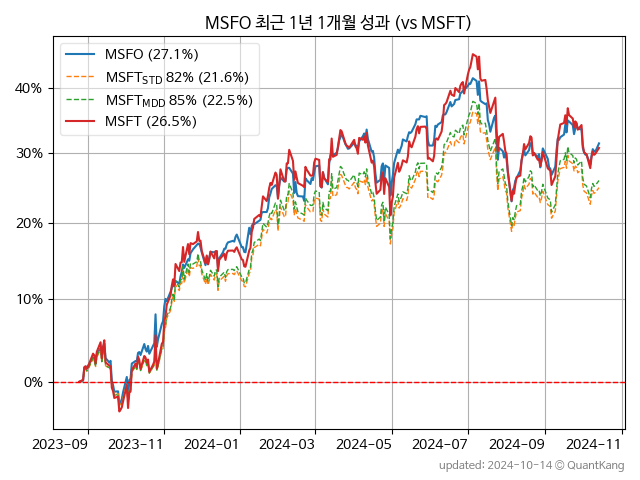 MSFO 최근 1년 1개월 성과 (vs MSFT)
MSFO (27.1%)
MSFT_STD 82% (21.6%)
MSFT_MDD 85% (22.5%)
MSFT (26.5%)
40%
30%
20%
10%
0%
2023-09 2023-11 2024-01 2024-03 2024-05 2024-07 2024-09 2024-11
updated: 2024-10-14 © QuantKang